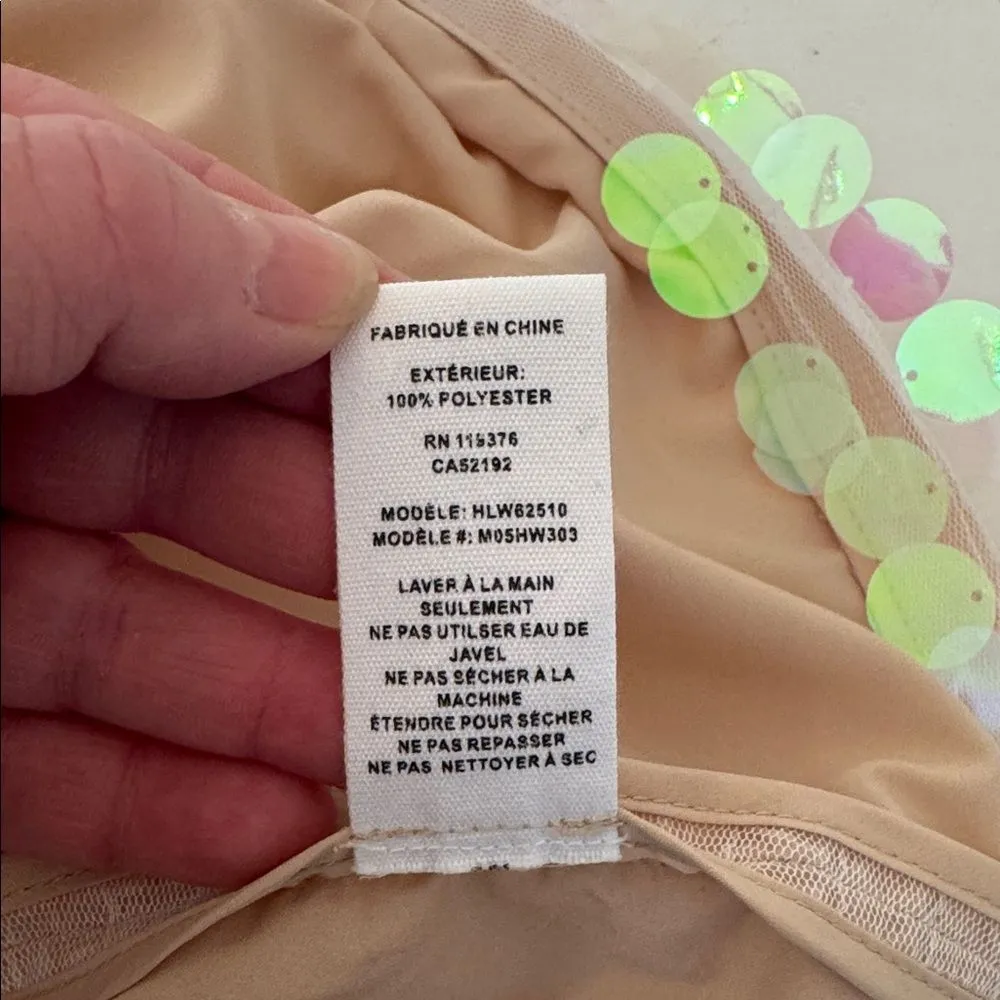 FABRIQUÉ EN CHINE
EXTÉRIEUR:
100% POLYESTER
RN 119376
CA52192
MODÈLE: HLW62510
MODÈLE #: M05HW303
LAVER À LA MAIN
SEULEMENT
NE PAS UTILSER EAU DE
JAVEL
NE PAS SÉCHER À LA
MACHINE
ÉTENDRE POUR SÉCHER
NE PAS REPASSER
NE PAS NETTOYER À SEC